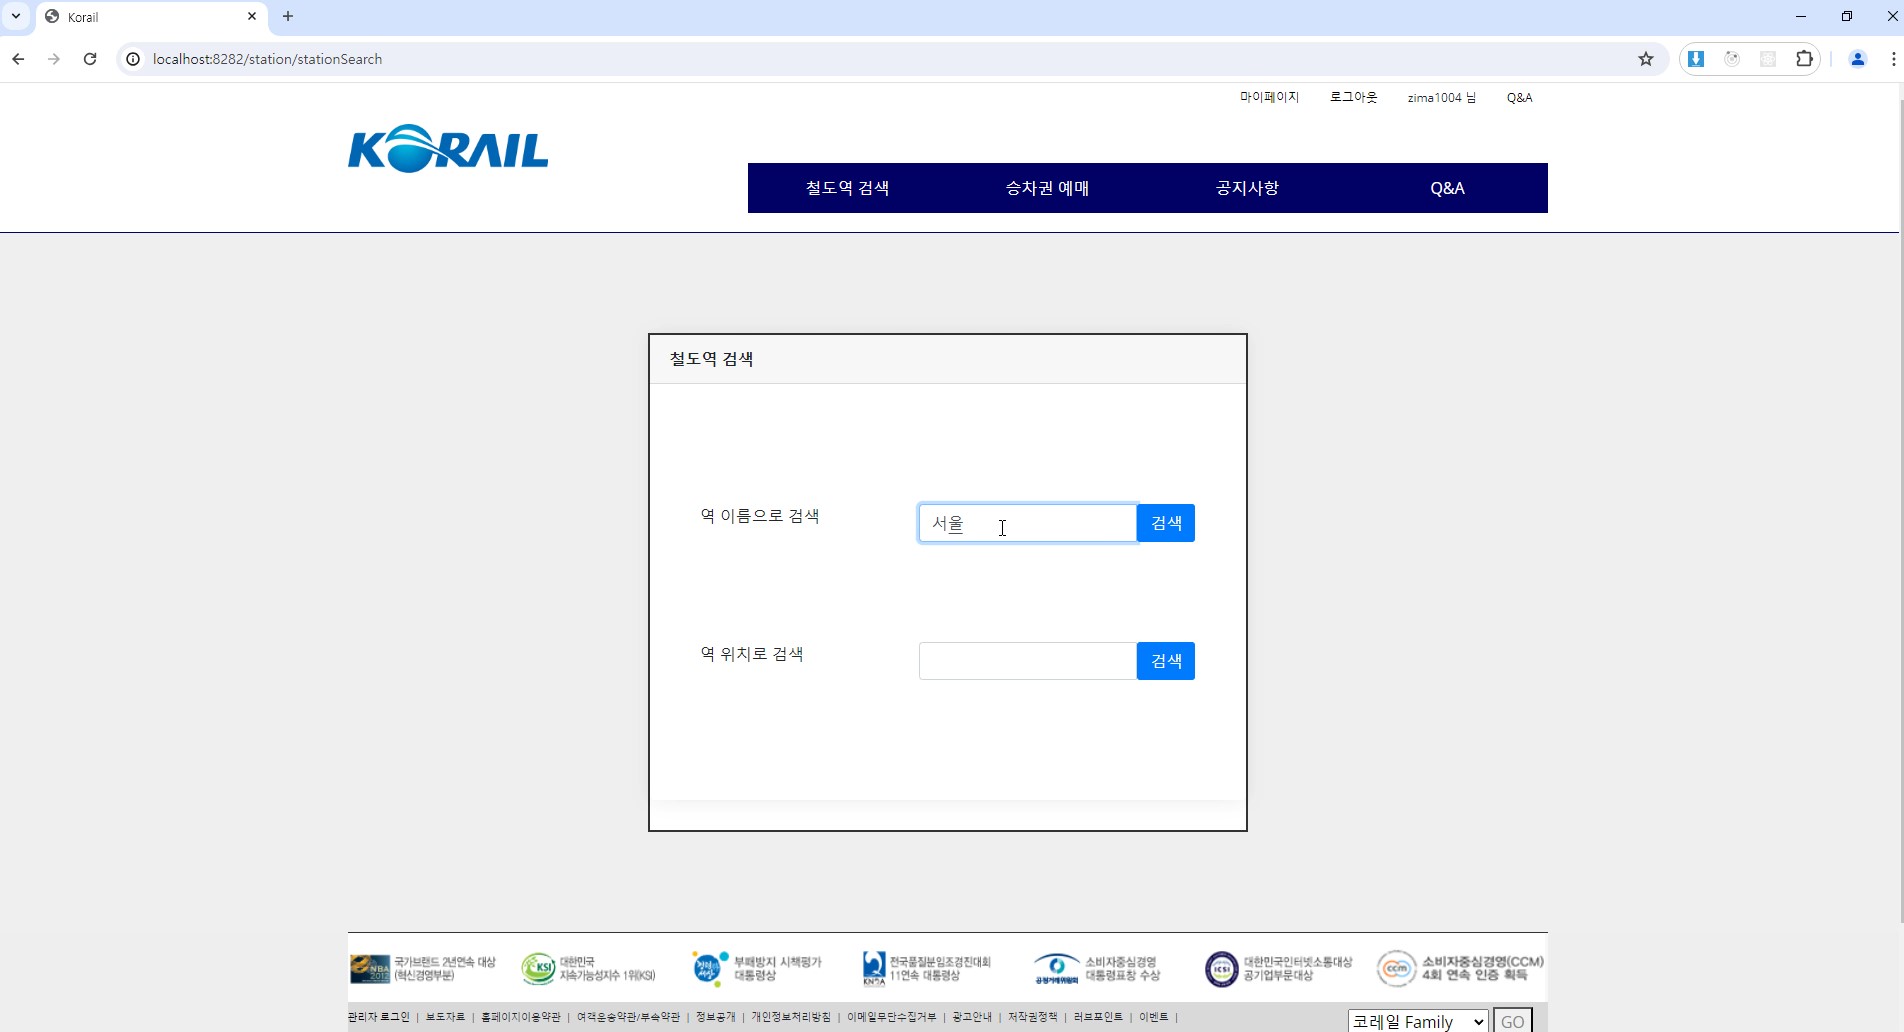 Korail
localhost:8282/station/stationSearch
마이페이지 로그아웃 zima1004 님 Q&A
KORAIL
철도역 검색 승차권 예매 공지사항 Q&A
철도역 검색
역 이름으로 검색 서울 검색
역 위치로 검색 검색
NBA 2012 국가브랜드 2년연속 대상 (혁신경영부문)
KSI 대한민국 지속가능성지수 1위(KSI)
부패방지 시책평가 대통령상
전국품질분임조경진대회 11연속 대통령상
공정거래위원회 소비자중심경영 대통령표창 수상
ICSI 대한민국인터넷소통대상 공기업부문대상
ccm 소비자중심경영(CCM) 4회 연속 인증 획득
관리자 로그인 | 보도자료 | 홈페이지이용약관 | 여객운송약관/부속약관 | 정보공개 | 개인정보처리방침 | 이메일무단수집거부 | 광고안내 | 저작권정책 | 러브포인트 | 이벤트 |
코레일 Family GO